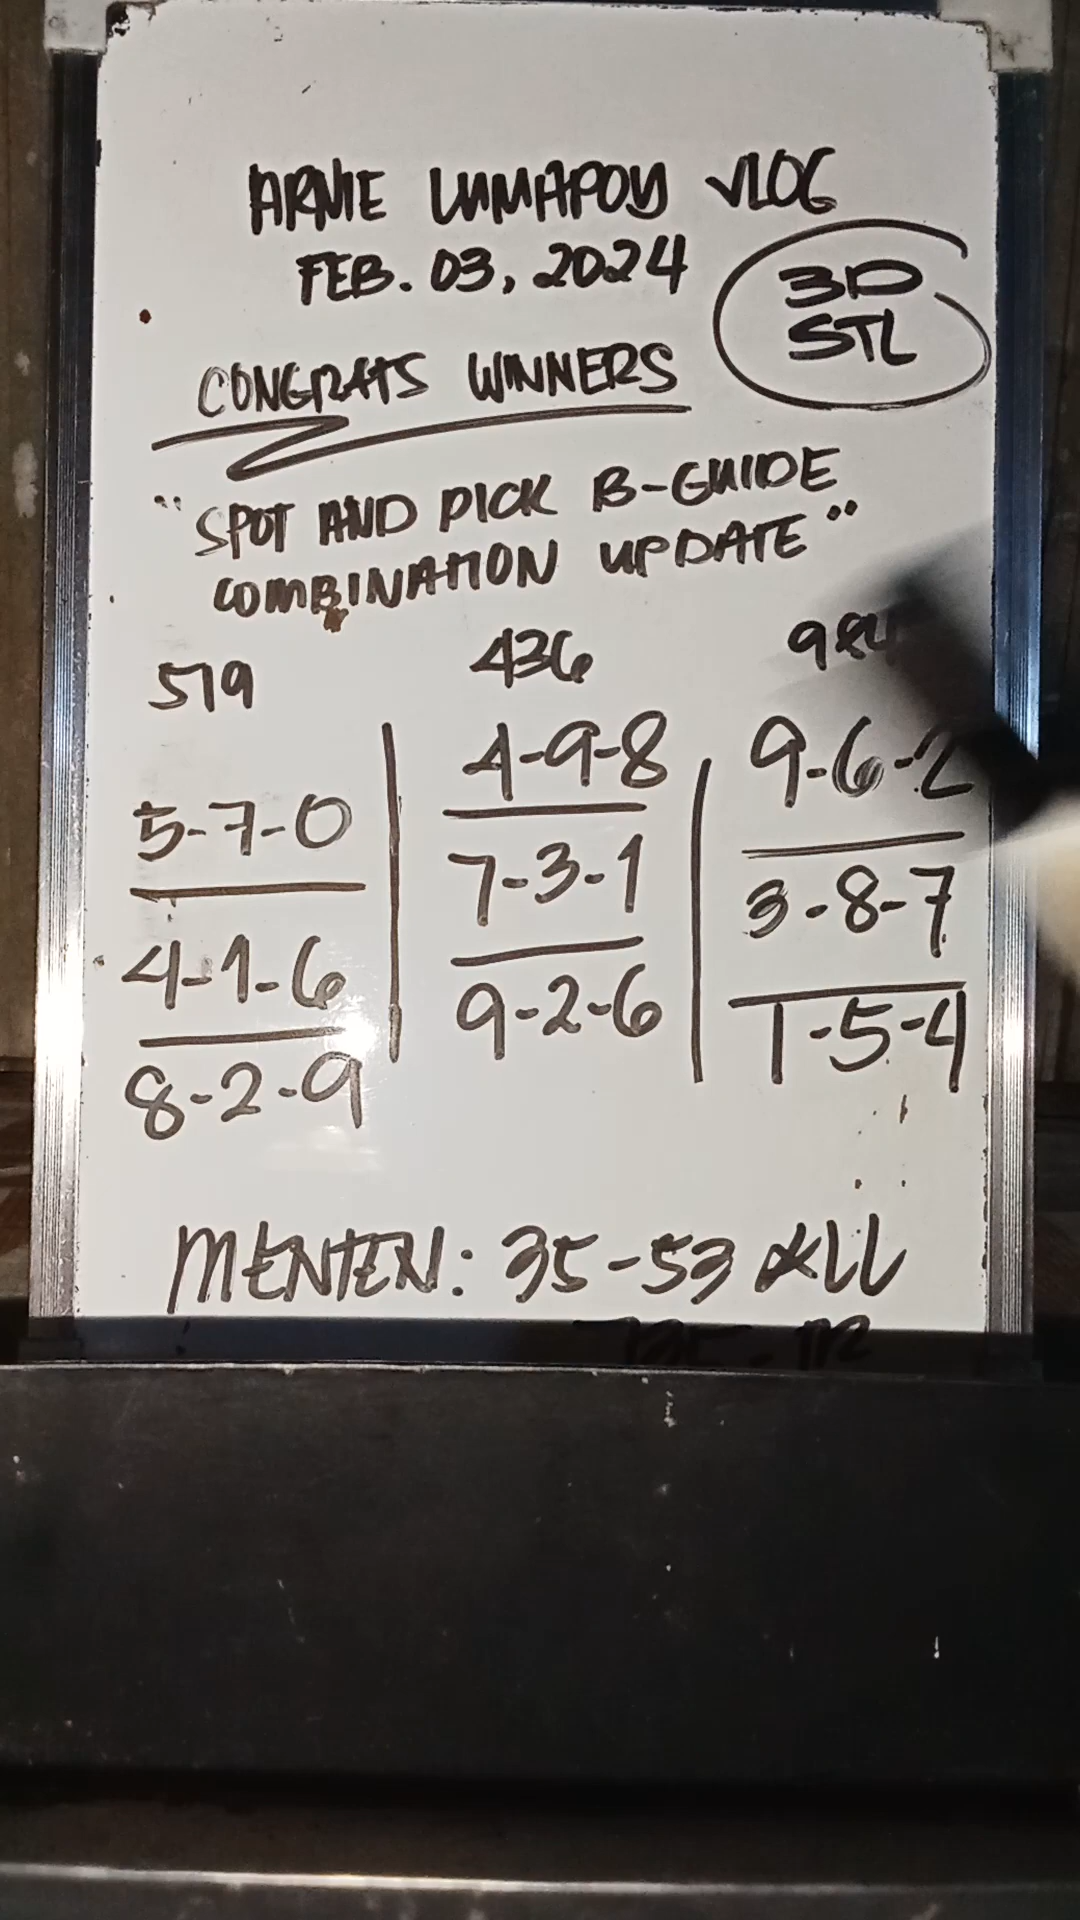 ARNIE LUMAPOY VLOG
FEB. 03, 2024
3D
STL
CONGRATS WINNERS
"SPOT AND PICK B-GUIDE
COMBINATION UPDATE"
519
436
5-7-0
4-1-6
8-2-9
4-9-8
7-3-1
9-2-6
9-6-2
3-8-7
1-5-4
MENTEN: 35-53 ALL